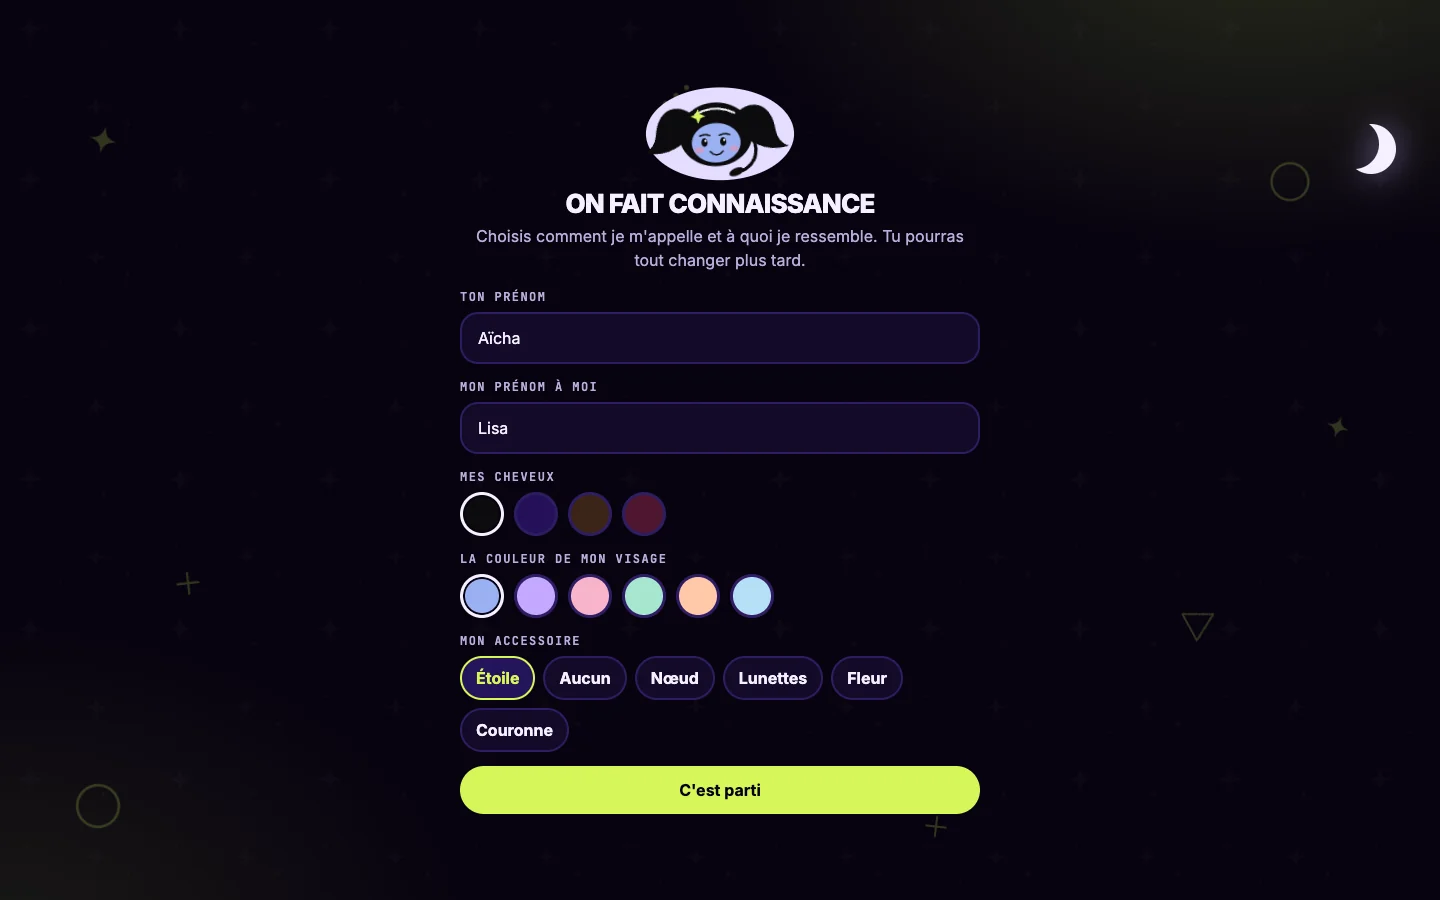 ON FAIT CONNAISSANCE
Choisis comment je m'appelle et à quoi je ressemble. Tu pourras
tout changer plus tard.
TON PRÉNOM
Aïcha
MON PRÉNOM À MOI
Lisa
MES CHEVEUX
LA COULEUR DE MON VISAGE
MON ACCESSOIRE
Étoile Aucun Nœud Lunettes Fleur
Couronne
C'est parti